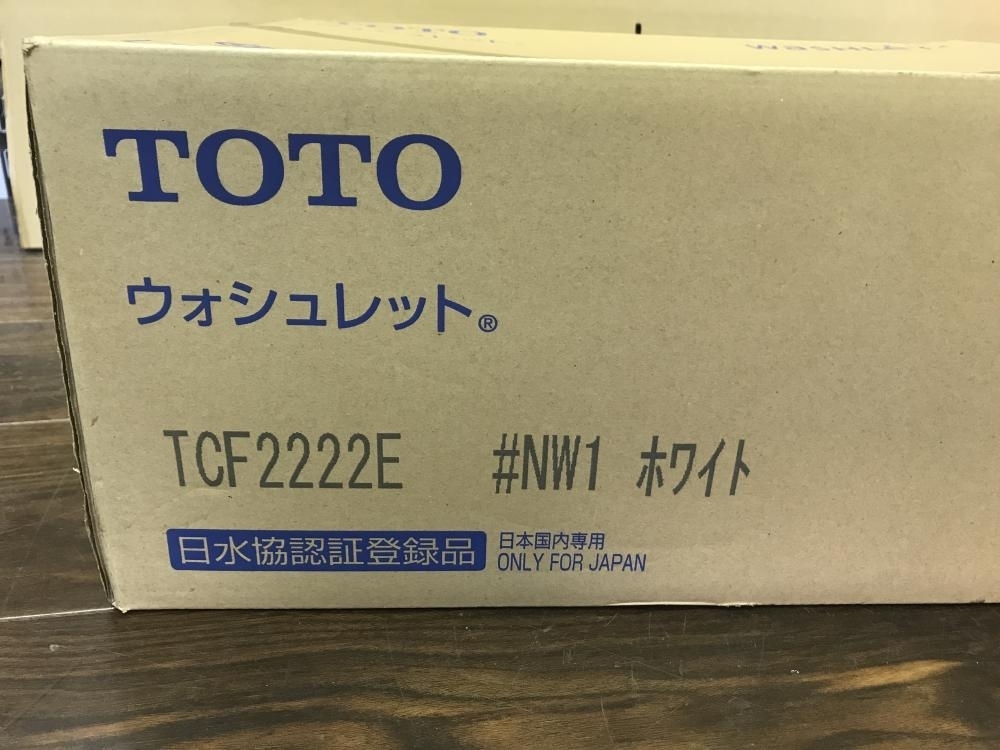 TOTO
TOTO
ウォシュレット®
TCF2222E #NW1 ホワイト
日水協認証登録品
日本国内専用
ONLY FOR JAPAN